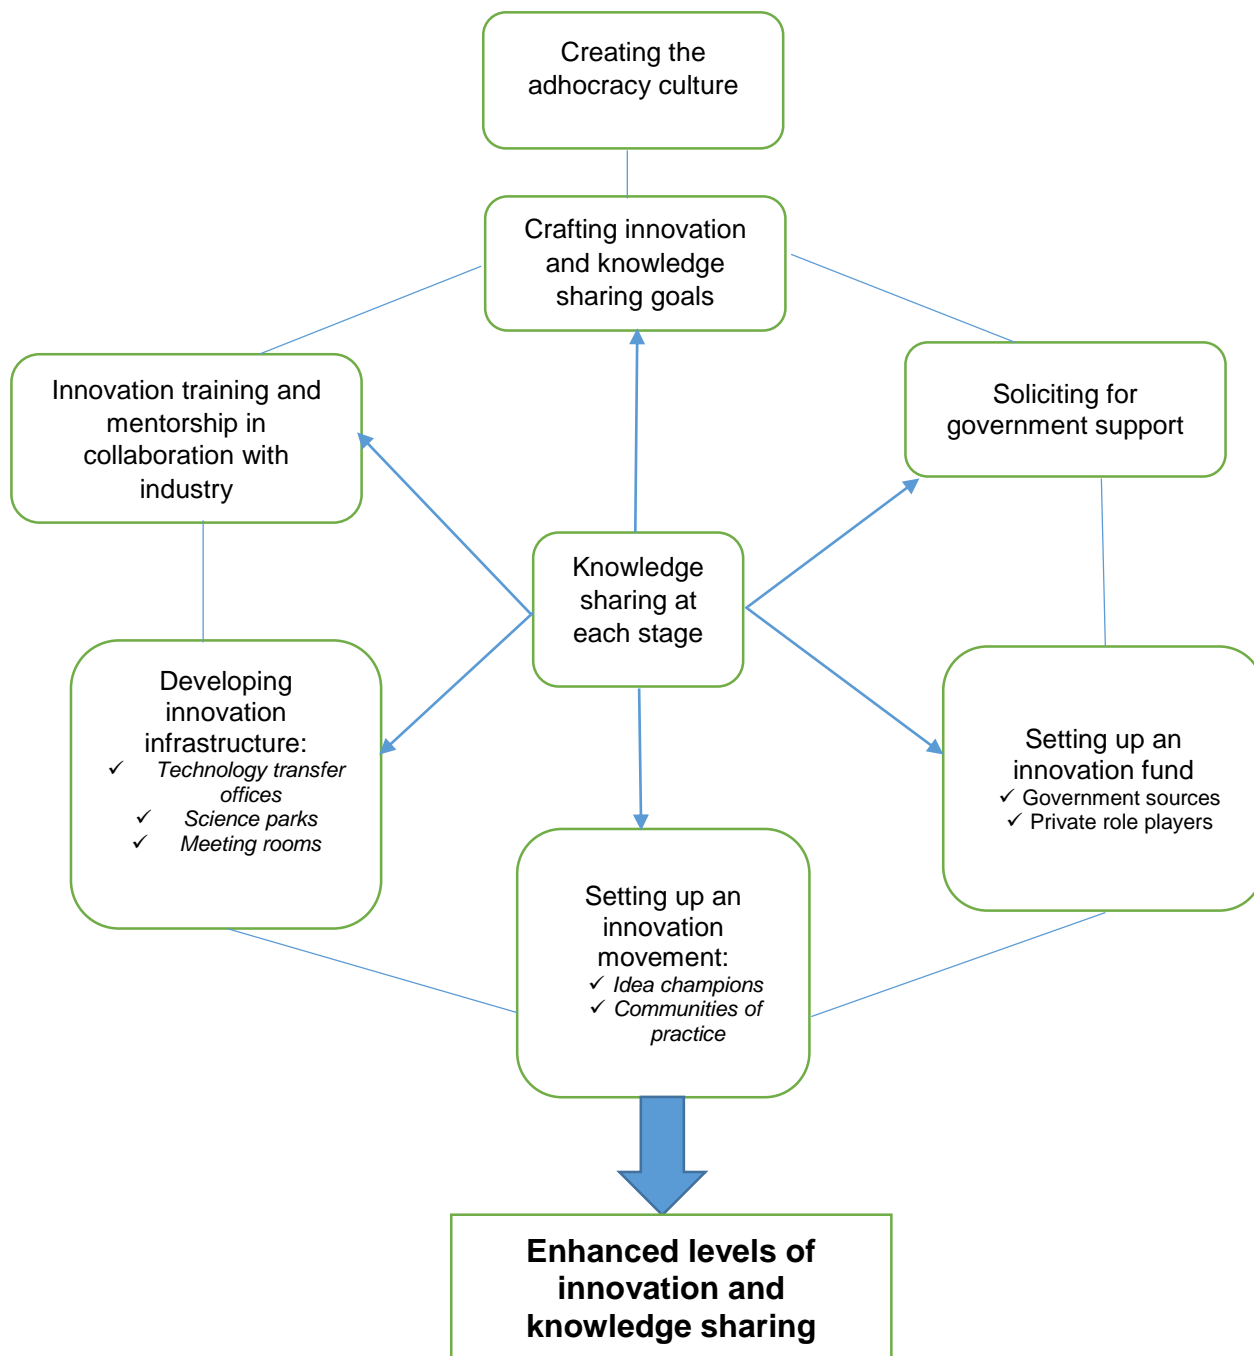 Creating the
adhocracy culture
Crafting innovation
and knowledge
sharing goals
Innovation training and
mentorship in
collaboration with
industry
Soliciting for
government support
Knowledge
sharing at
each stage
Developing
innovation
infrastructure:
✓ Technology transfer
offices
✓ Science parks
✓ Meeting rooms
Setting up an
innovation fund
✓ Government sources
✓ Private role players
Setting up an
innovation
movement:
✓ Idea champions
✓ Communities of
practice
Enhanced levels of
innovation and
knowledge sharing